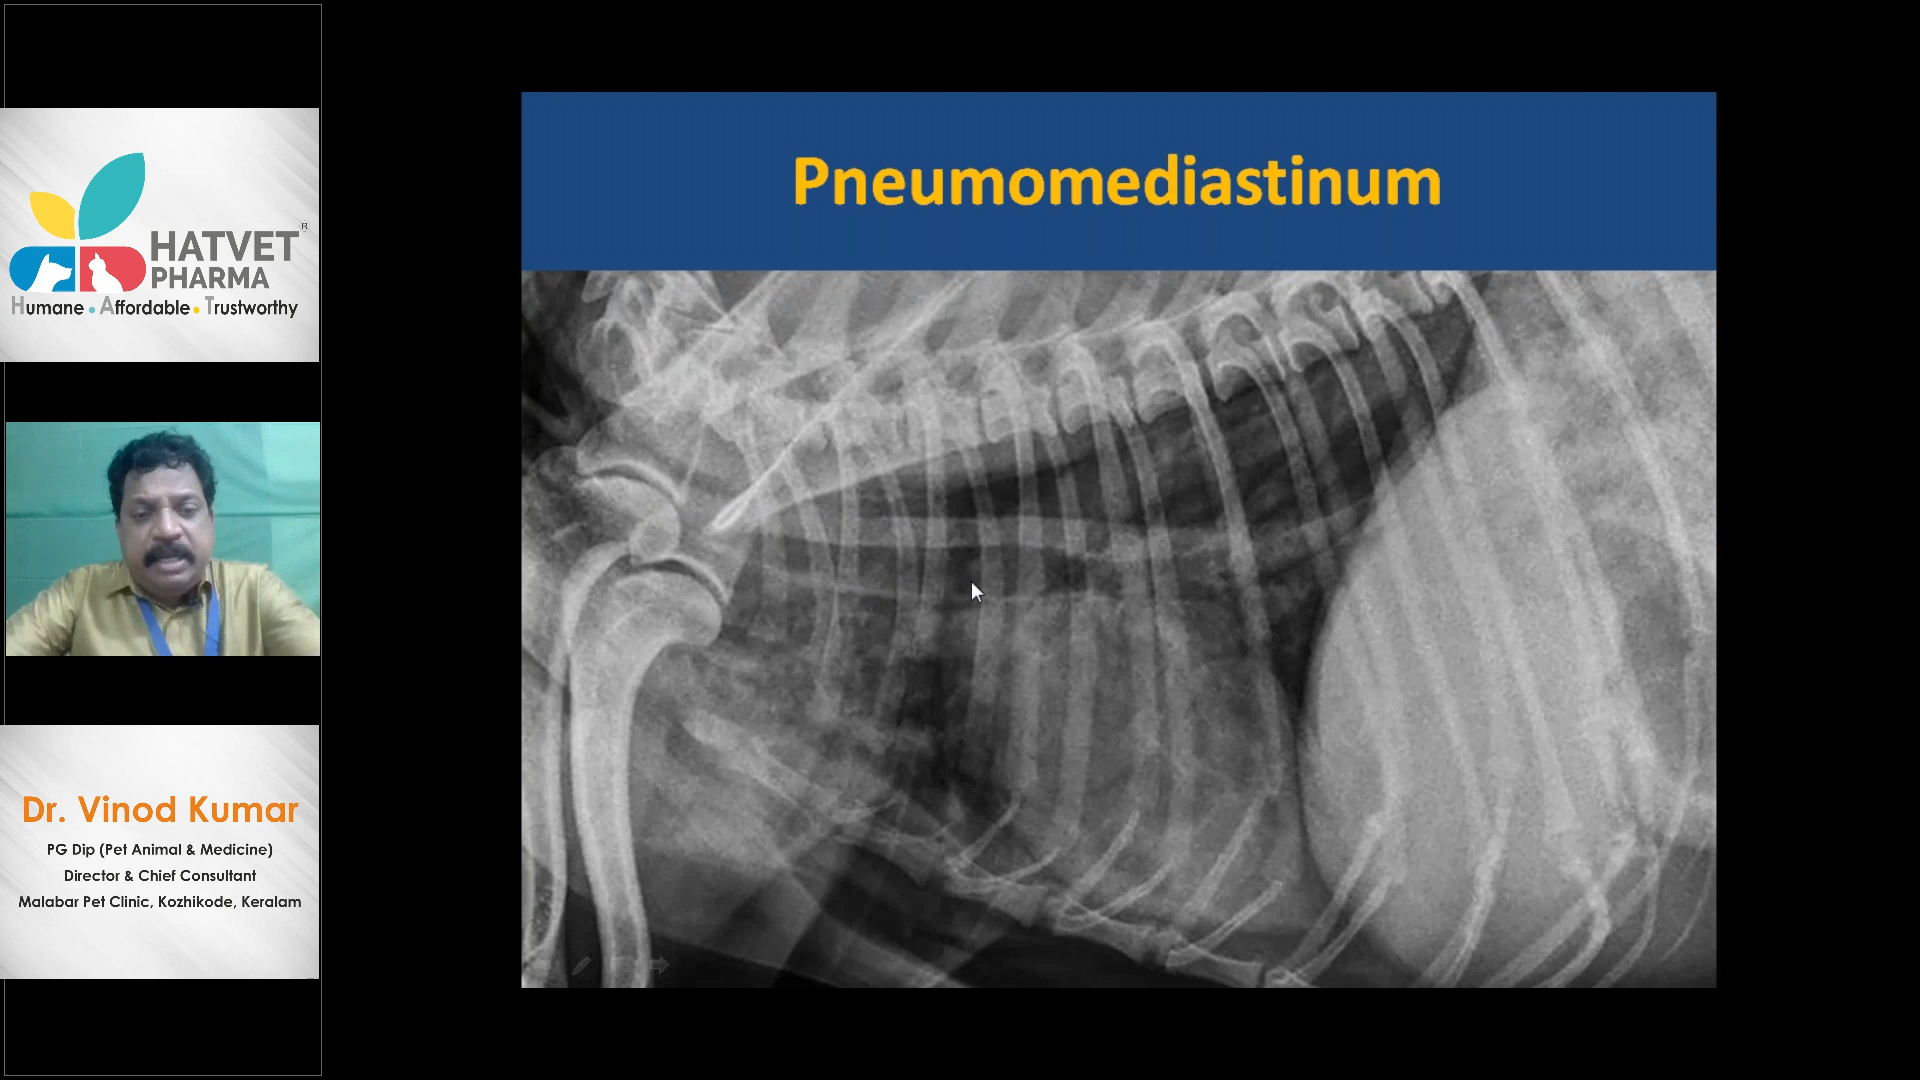 HATVET®
PHARMA
Humane • Affordable • Trustworthy
Dr. Vinod Kumar
PG Dip (Pet Animal & Medicine)
Director & Chief Consultant
Malabar Pet Clinic, Kozhikode, Keralam
Pneumomediastinum